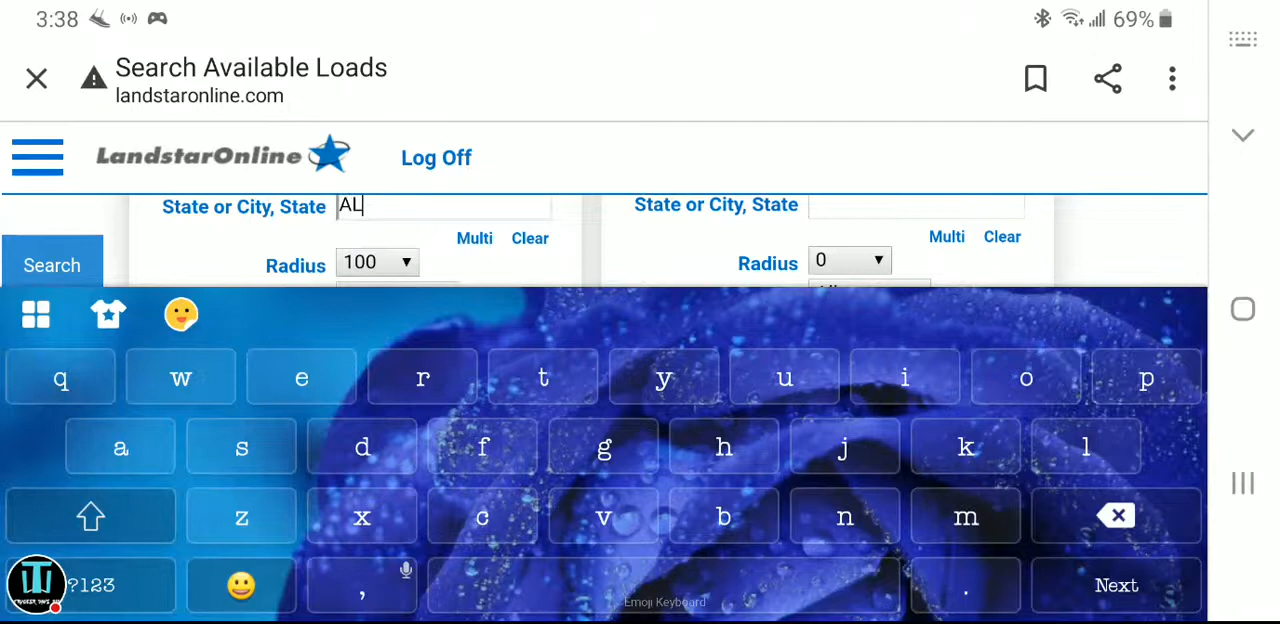 3:38 69%
Search Available Loads
landstaronline.com
LandstarOnline Log Off
State or City, State AL State or City, State
Multi Clear Multi Clear
Search Radius 100 Radius 0
q w e r t y u i o p
a s d f g h j k l
z x c v b n m
?123 , . Next
Emoji Keyboard